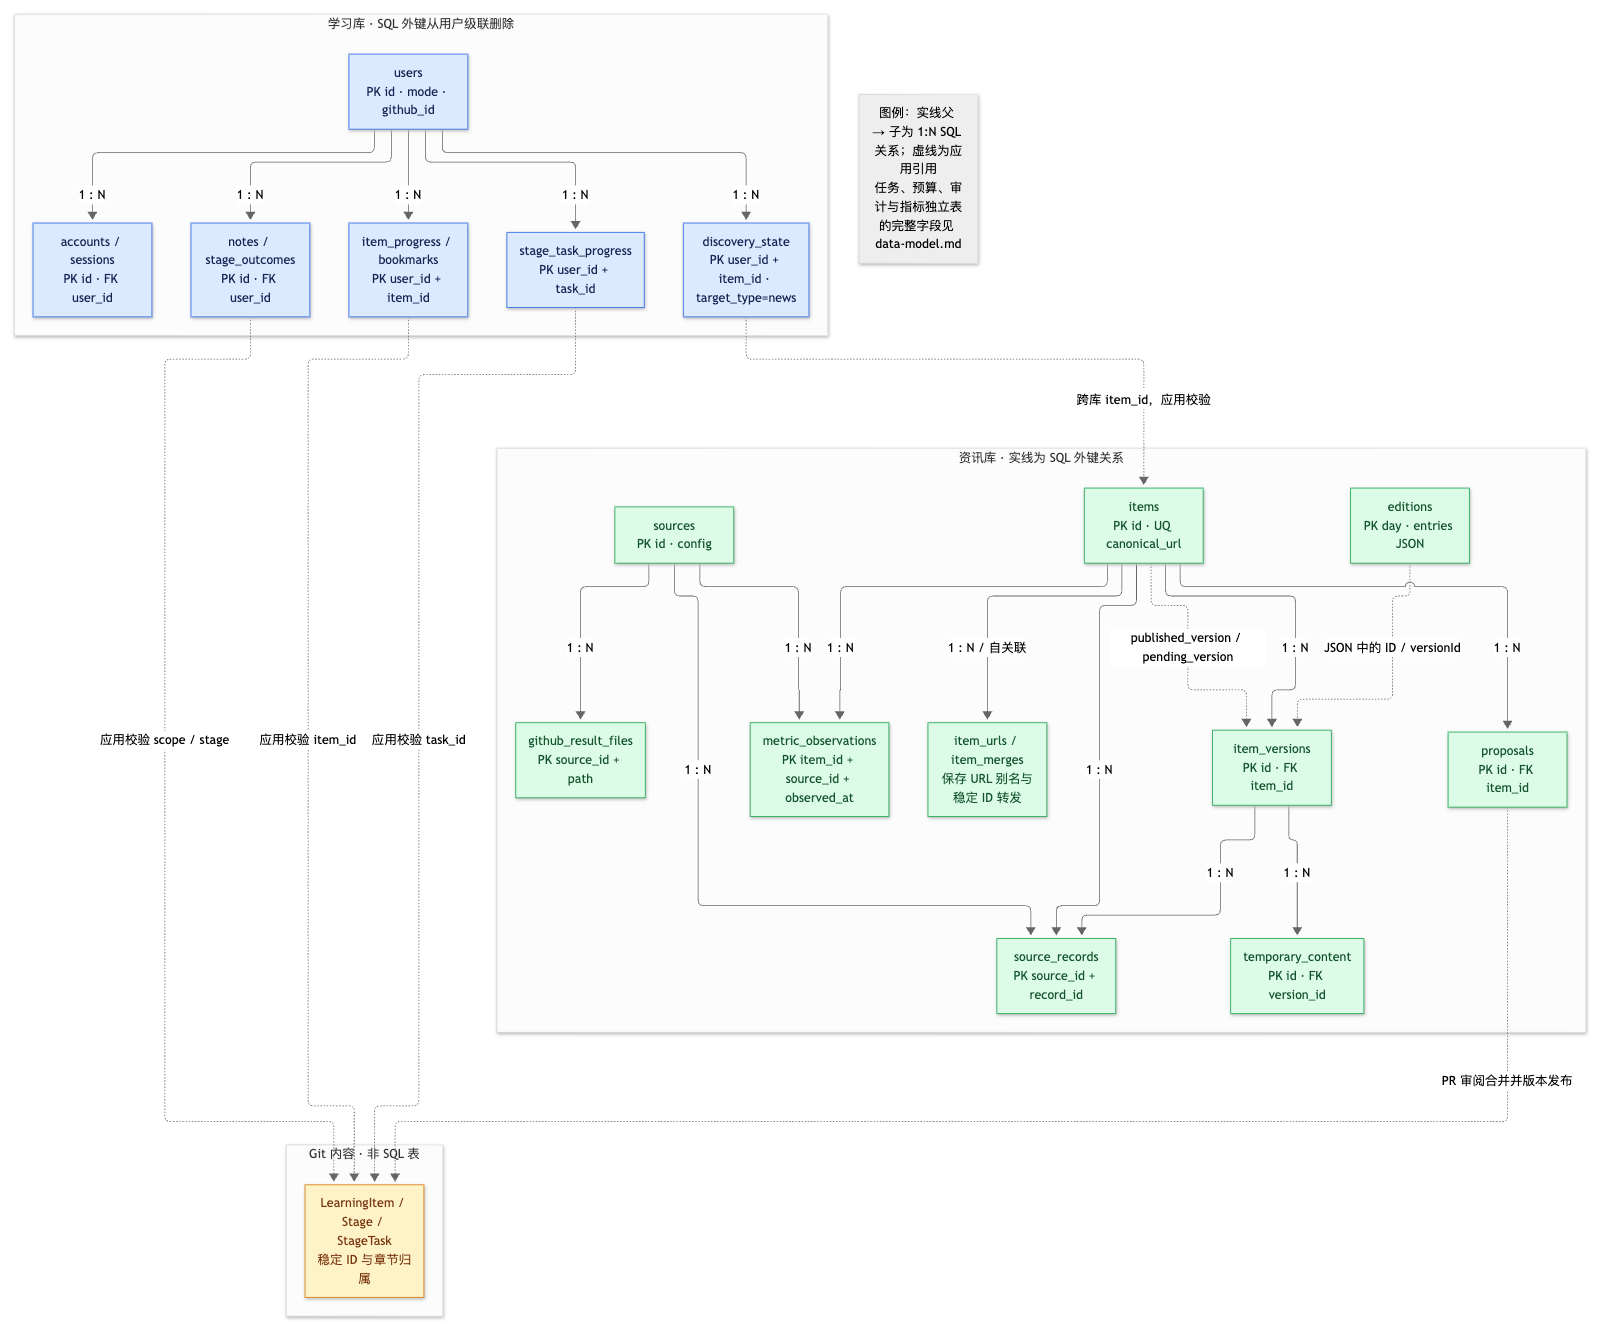 学习库 · SQL 外键从用户级联删除
users
PK id · mode ·
github_id
图例：实线父
→ 子为 1:N SQL
关系；虚线为应
用引用
任务、预算、审
计与指标独立表
的完整字段见
data-model.md
1 : N
1 : N
1 : N
1 : N
1 : N
accounts /
sessions
PK id · FK
user_id
notes /
stage_outcomes
PK id · FK
user_id
item_progress /
bookmarks
PK user_id +
item_id
stage_task_progress
PK user_id +
task_id
discovery_state
PK user_id +
item_id ·
target_type=news
跨库 item_id，应用校验
资讯库 · 实线为 SQL 外键关系
sources
PK id · config
items
PK id · UQ
canonical_url
editions
PK day · entries
JSON
1 : N
1 : N
1 : N
1 : N / 自关联
published_version /
pending_version
1 : N
JSON 中的 ID / versionId
1 : N
应用校验 scope / stage
应用校验 item_id
应用校验 task_id
github_result_files
PK source_id +
path
1 : N
metric_observations
PK item_id +
source_id +
observed_at
item_urls /
item_merges
保存 URL 别名与
稳定 ID 转发
1 : N
item_versions
PK id · FK
item_id
proposals
PK id · FK
item_id
1 : N
1 : N
source_records
PK source_id +
record_id
temporary_content
PK id · FK
version_id
PR 审阅合并并版本发布
Git 内容 · 非 SQL 表
LearningItem /
Stage /
StageTask
稳定 ID 与章节归
属